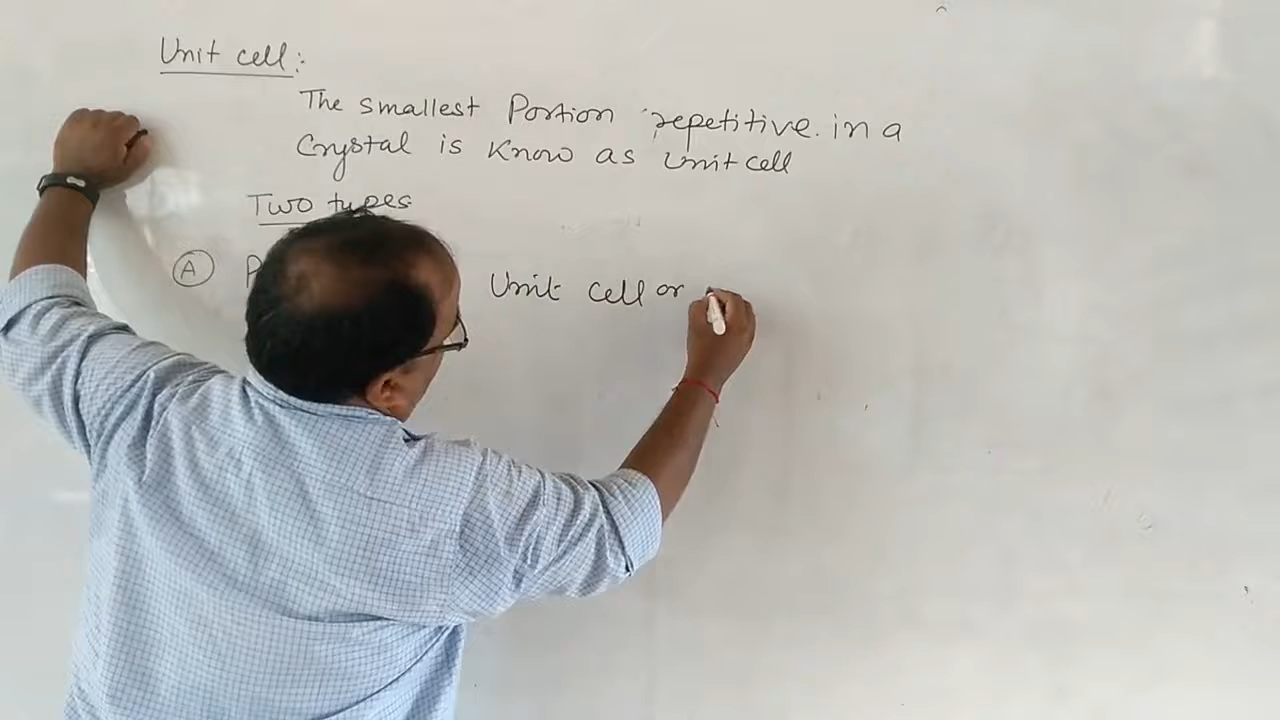 Unit cell:
The smallest Portion repetitive in a
Crystal is Know as Unit cell
Two types
A Unit cell or